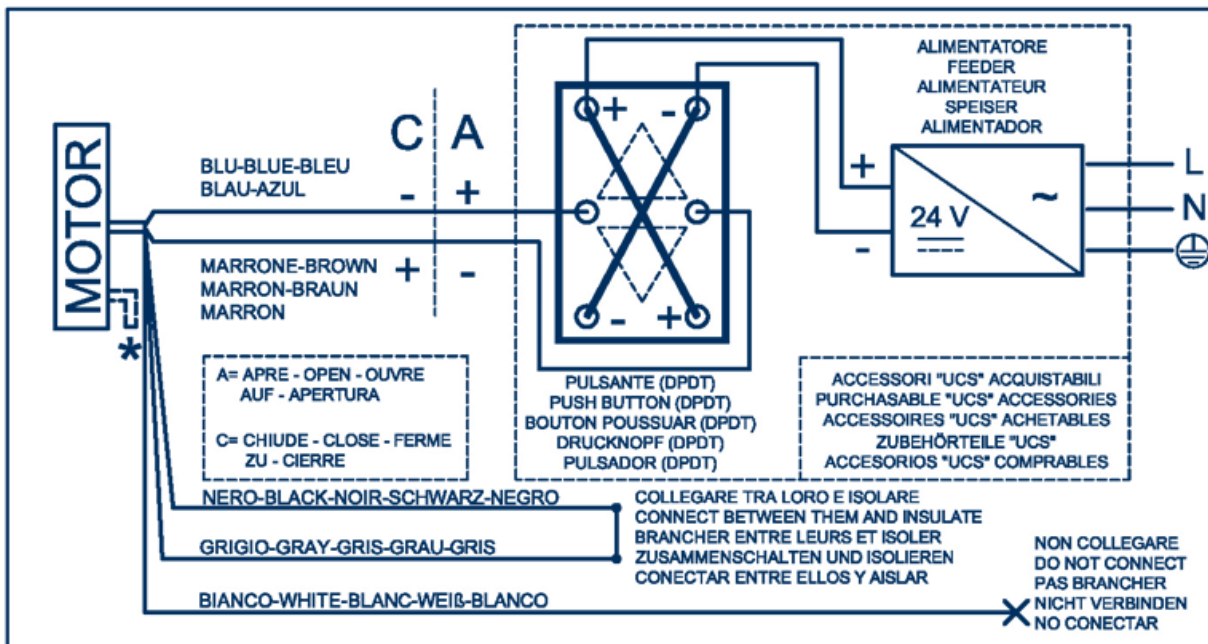 ALIMENTATORE
FEEDER
ALIMENTATEUR
SPEISER
ALIMENTADOR
MOTOR
C A
BLU-BLUE-BLEU
BLAU-AZUL
- +
+ -
+
-
24 V
~
L
N
MARRONE-BROWN
MARRON-BRAUN
MARRON
+ -
- +
*
A= APRE - OPEN - OUVRE
AUF - APERTURA
C= CHIUDE - CLOSE - FERME
ZU - CIERRE
PULSANTE (DPDT)
PUSH BUTTON (DPDT)
BOUTON POUSSUAR (DPDT)
DRUCKNOPF (DPDT)
PULSADOR (DPDT)
ACCESSORI "UCS" ACQUISTABILI
PURCHASABLE "UCS" ACCESSORIES
ACCESSOIRES "UCS" ACHETABLES
ZUBEHÖRTEILE "UCS"
ACCESORIOS "UCS" COMPRABLES
NERO-BLACK-NOIR-SCHWARZ-NEGRO
GRIGIO-GRAY-GRIS-GRAU-GRIS
COLLEGARE TRA LORO E ISOLARE
CONNECT BETWEEN THEM AND INSULATE
BRANCHER ENTRE LEURS ET ISOLER
ZUSAMMENSCHALTEN UND ISOLIEREN
CONECTAR ENTRE ELLOS Y AISLAR
BIANCO-WHITE-BLANC-WEIß-BLANCO
NON COLLEGARE
DO NOT CONNECT
PAS BRANCHER
NICHT VERBINDEN
NO CONECTAR